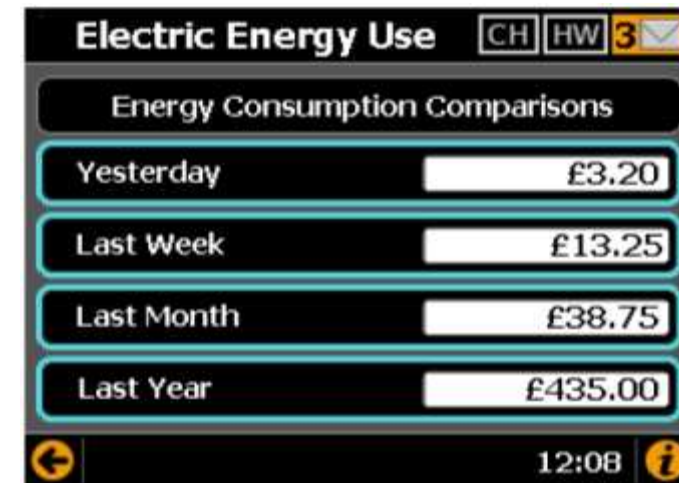 Electric Energy Use CH HW 3
Energy Consumption Comparisons
Yesterday £3.20
Last Week £13.25
Last Month £38.75
Last Year £435.00
12:08 i